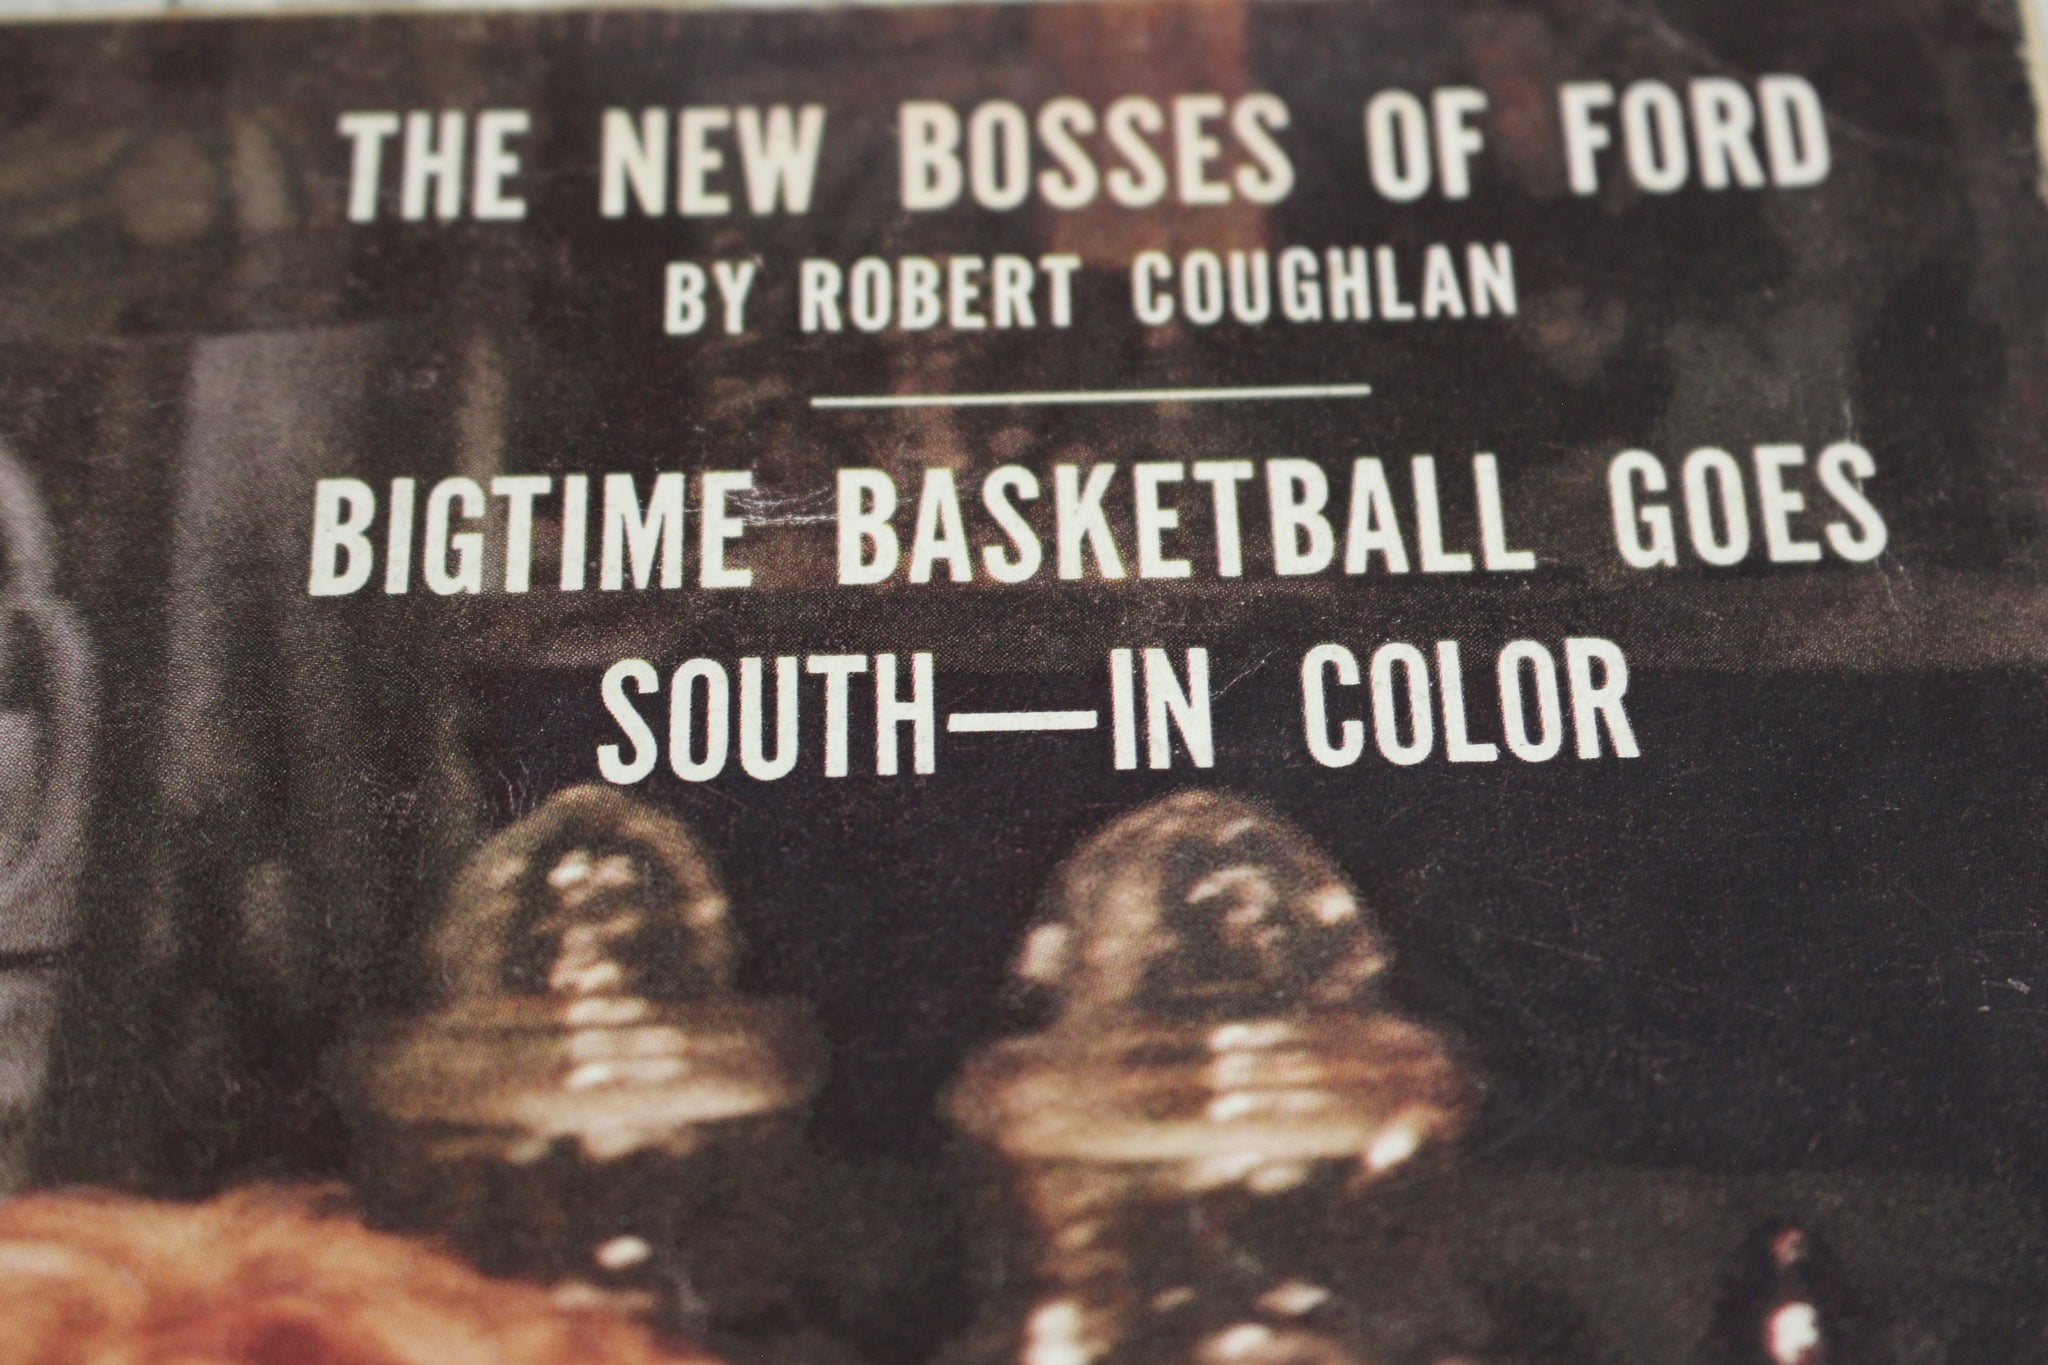 THE NEW BOSSES OF FORD
BY ROBERT COUGHLAN
BIGTIME BASKETBALL GOES
SOUTH—IN COLOR